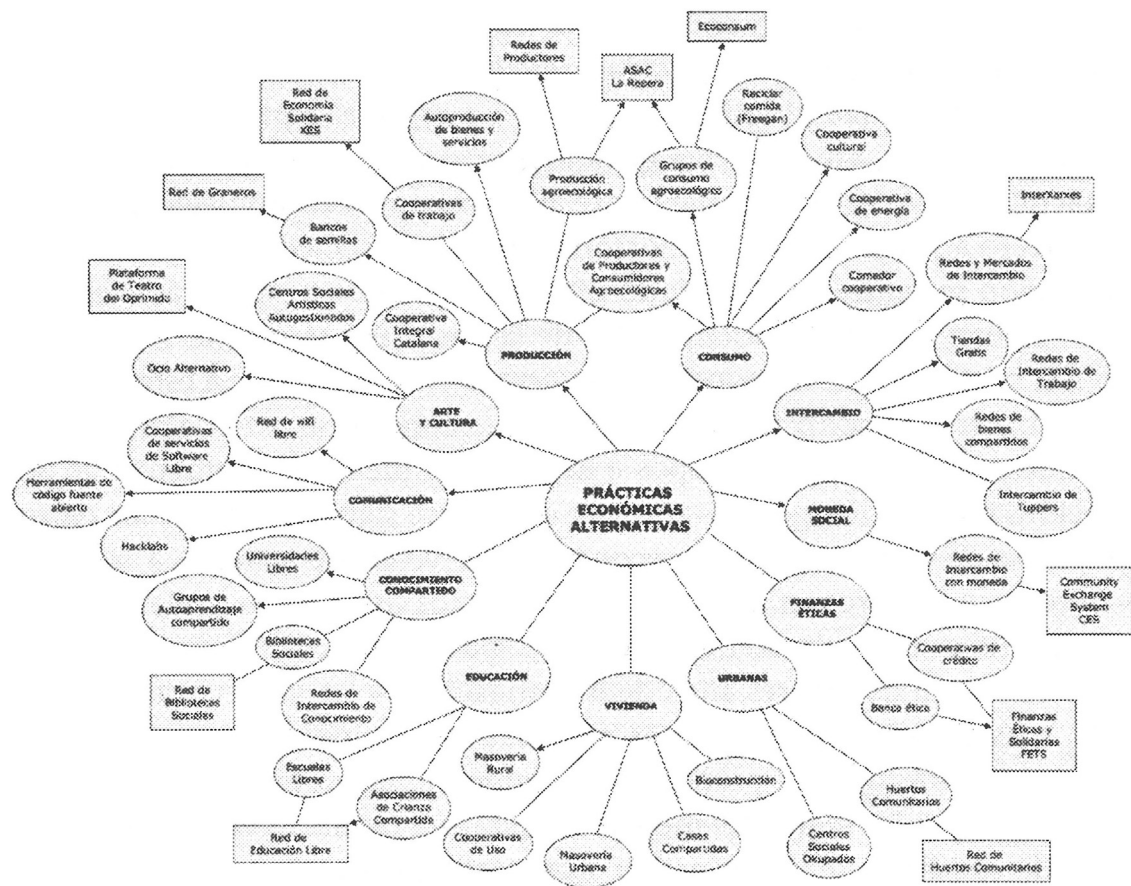 Ecoconsum
Redes de
Productores
ASAC
La Repera
Red de
Economía
Solidaria
XES
Autoproducción
de bienes y
servicios
Reciclar
comida
(Freegan)
Cooperativa
cultural
Producción
agroecológica
Grupos de
consumo
agroecológico
Red de Graneros
Cooperativas
de trabajo
Cooperativa
de energía
InterXarxes
Bancos
de semillas
Cooperativas
de Productores y
Consumidores
Agroecológicas
Redes y Mercados
de Intercambio
Plataforma
de Teatro
del Oprimido
Centros Sociales
Artísticos
Autogestionados
Comedor
cooperativo
Cooperativa
Integral
Catalana
PRODUCCIÓN
CONSUMO
Tiendas
Gratis
Redes de
Intercambio de
Trabajo
Ocio Alternativo
ARTE
Y CULTURA
INTERCAMBIO
Redes de
bienes
compartidos
Red de wifi
libre
Cooperativas
de servicios
de Software
Libre
Herramientas de
código fuente
abierto
COMUNICACIÓN
PRÁCTICAS
ECONÓMICAS
ALTERNATIVAS
MONEDA
SOCIAL
Intercambio de
Tuppers
Hacklabs
Universidades
Libres
CONOCIMIENTO
COMPARTIDO
Redes de
Intercambio
con moneda
Community
Exchange
System
CES
Grupos de
Autoaprendizaje
compartido
FINANZAS
ÉTICAS
Bibliotecas
Sociales
Cooperativas de
crédito
Red de
Bibliotecas
Sociales
Redes de
Intercambio de
Conocimiento
EDUCACIÓN
VIVIENDA
URBANAS
Banca ética
Finanzas
Éticas y
Solidarias
FETS
Escuelas
Libres
Masovería
Rural
Bioconstrucción
Huertos
Comunitarios
Asociaciones
de Crianza
Compartida
Red de
Educación Libre
Cooperativas
de Uso
Masovería
Urbana
Casas
Compartidas
Centros
Sociales
Okupados
Red de
Huertos Comunitarios